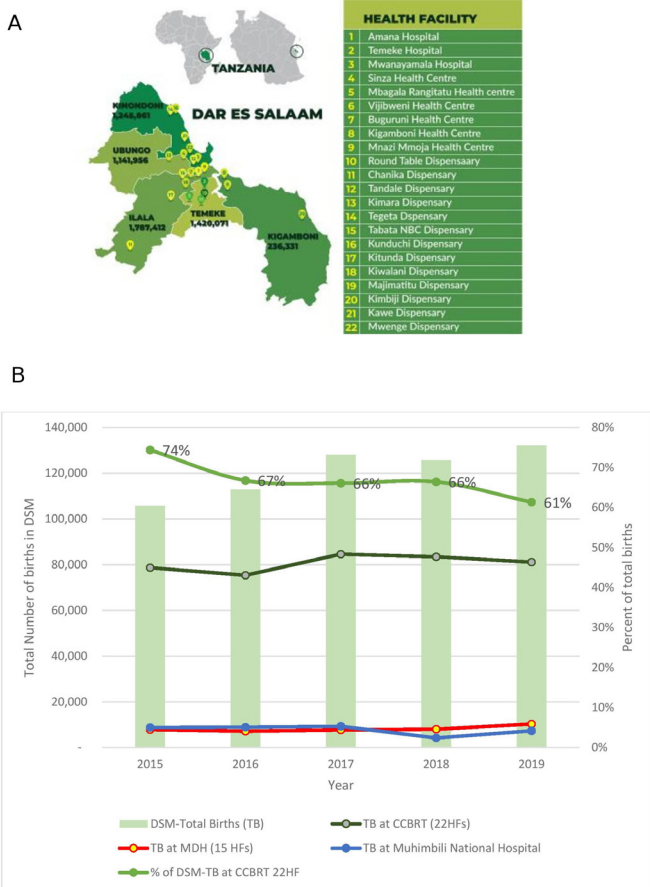 A
TANZANIA
DAR ES SALAAM
KINONDONI
UBUNGO
1,141,956
ILALA
1,787,412
TEMEKE
1,420,071
KIGAMBONI
236,331
HEALTH FACILITY
1 Amana Hospital
2 Temeke Hospital
3 Mwanayamala Hospital
4 Sinza Health Centre
5 Mbagala Rangitatu Health centre
6 Vijibweni Health Centre
7 Buguruni Health Centre
8 Kigamboni Health Centre
9 Mnazi Mmoja Health Centre
10 Round Table Dispensaary
11 Chanika Dispensary
12 Tandale Dispensary
13 Kimara Dispensary
14 Tegeta Dispensary
15 Tabata NBC Dispensary
16 Kunduchi Dispensary
17 Kitunda Dispensary
18 Kiwalani Dispensary
19 Majimatitu Dispensary
20 Kimbiji Dispensary
21 Kawe Dispensary
22 Mwenge Dispensary
B
Total Number of births in DSM
140,000
120,000
100,000
80,000
60,000
40,000
20,000
-
74%
67%
66%
66%
61%
80%
70%
60%
50%
40%
30%
20%
10%
0%
Percent of total births
2015 2016 2017 2018 2019
Year
DSM-Total Births (TB)
TB at CCBRT (22HFs)
TB at MDH (15 HFs)
TB at Muhimbili National Hospital
% of DSM-TB at CCBRT 22HF